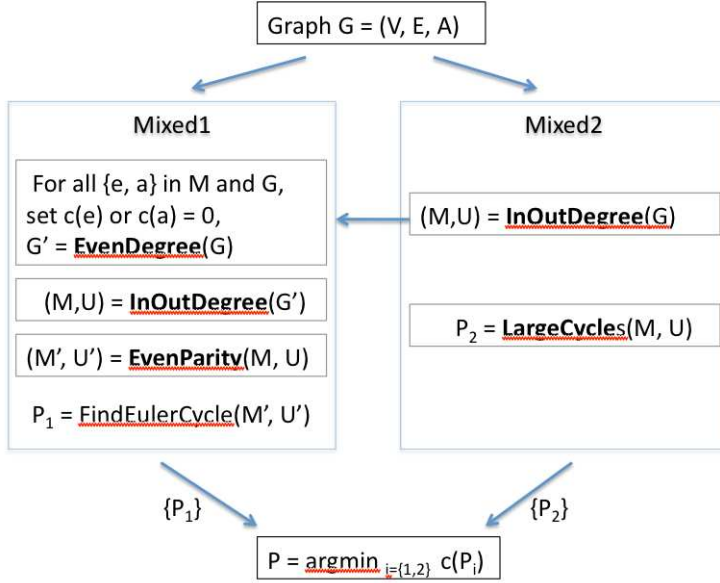 Graph G = (V, E, A)
Mixed1
For all {e, a} in M and G,
set c(e) or c(a) = 0,
G’ = EvenDegree(G)
(M,U) = InOutDegree(G’)
(M’, U’) = EvenParity(M, U)
P₁ = FindEulerCycle(M’, U’)
Mixed2
(M,U) = InOutDegree(G)
P₂ = LargeCycles(M, U)
{P₁}
{P₂}
P = argmin i={1,2} c(Pᵢ)